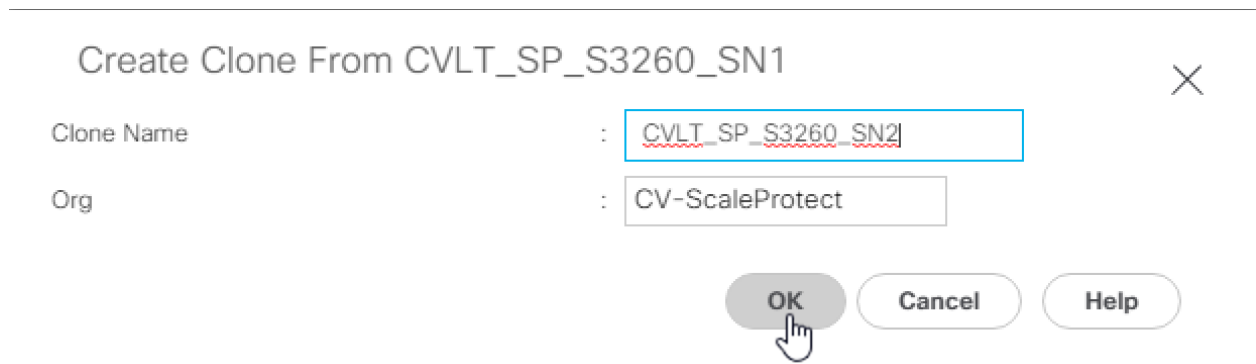 Create Clone From CVLT_SP_S3260_SN1
Clone Name : CVLT_SP_S3260_SN2
Org : CV-ScaleProtect
OK Cancel Help